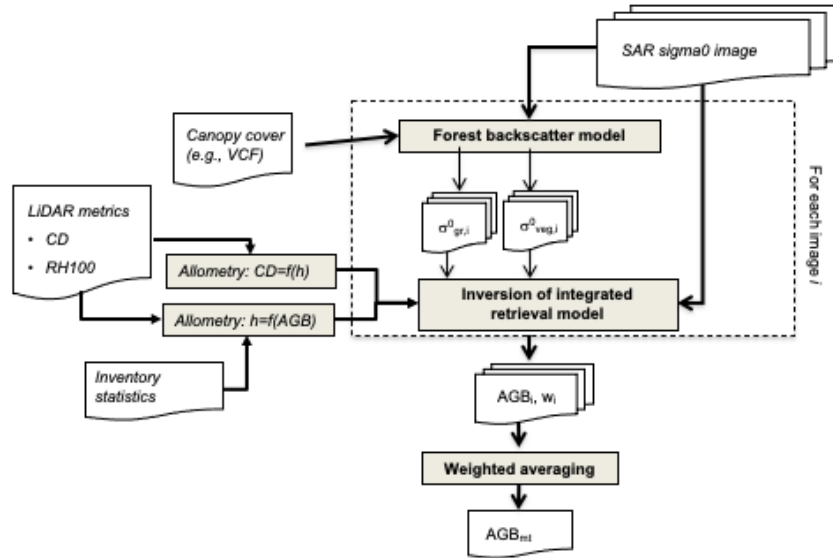 SAR sigma0 image
Canopy cover
(e.g., VCF)
Forest backscatter model
For each image i
LiDAR metrics
• CD
• RH100
σ⁰gr,i
σ⁰veg,i
Allometry: CD=f(h)
Allometry: h=f(AGB)
Inversion of integrated
retrieval model
Inventory
statistics
AGBi, wi
Weighted averaging
AGBmt